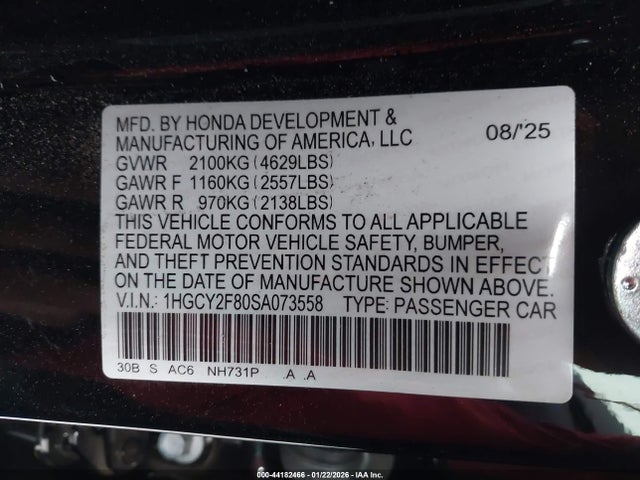 MFD. BY HONDA DEVELOPMENT &
MANUFACTURING OF AMERICA, LLC 08/'25
GVWR 2100KG (4629LBS)
GAWR F 1160KG (2557LBS)
GAWR R 970KG (2138LBS)
THIS VEHICLE CONFORMS TO ALL APPLICABLE
FEDERAL MOTOR VEHICLE SAFETY, BUMPER,
AND THEFT PREVENTION STANDARDS IN EFFECT
ON THE DATE OF MANUFACTURE SHOWN ABOVE.
V.I.N.: 1HGCY2F80SA073558 TYPE: PASSENGER CAR
30B S AC6 NH731P .A .A
000-44182466 - 01/22/2026 - IAA Inc.